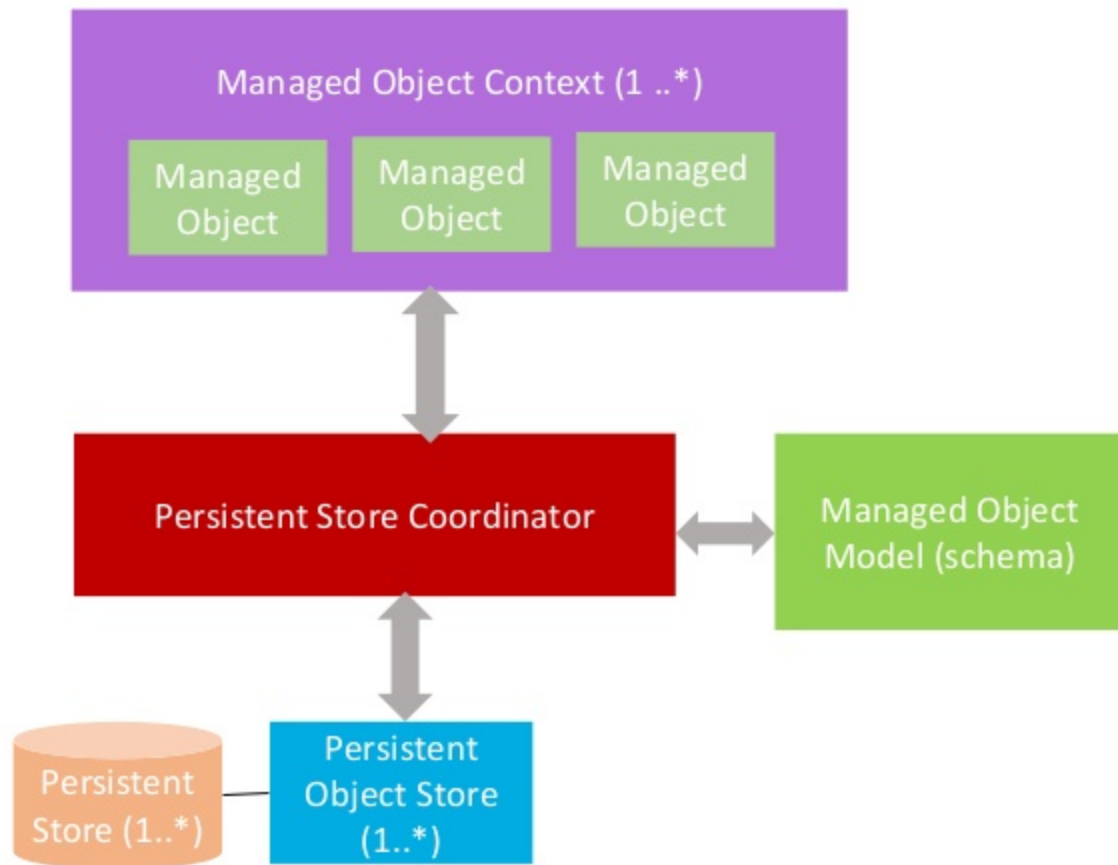 Managed Object Context (1 ..*)
Managed
Object
Managed
Object
Managed
Object
Persistent Store Coordinator
Managed Object
Model (schema)
Persistent
Store (1..*)
Persistent
Object Store
(1..*)